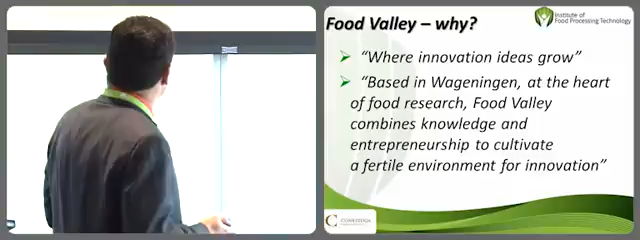 Food Valley – why?
Institute of
Food Processing Technology
"Where innovation ideas grow"
"Based in Wageningen, at the heart
of food research, Food Valley
combines knowledge and
entrepreneurship to cultivate
a fertile environment for innovation"